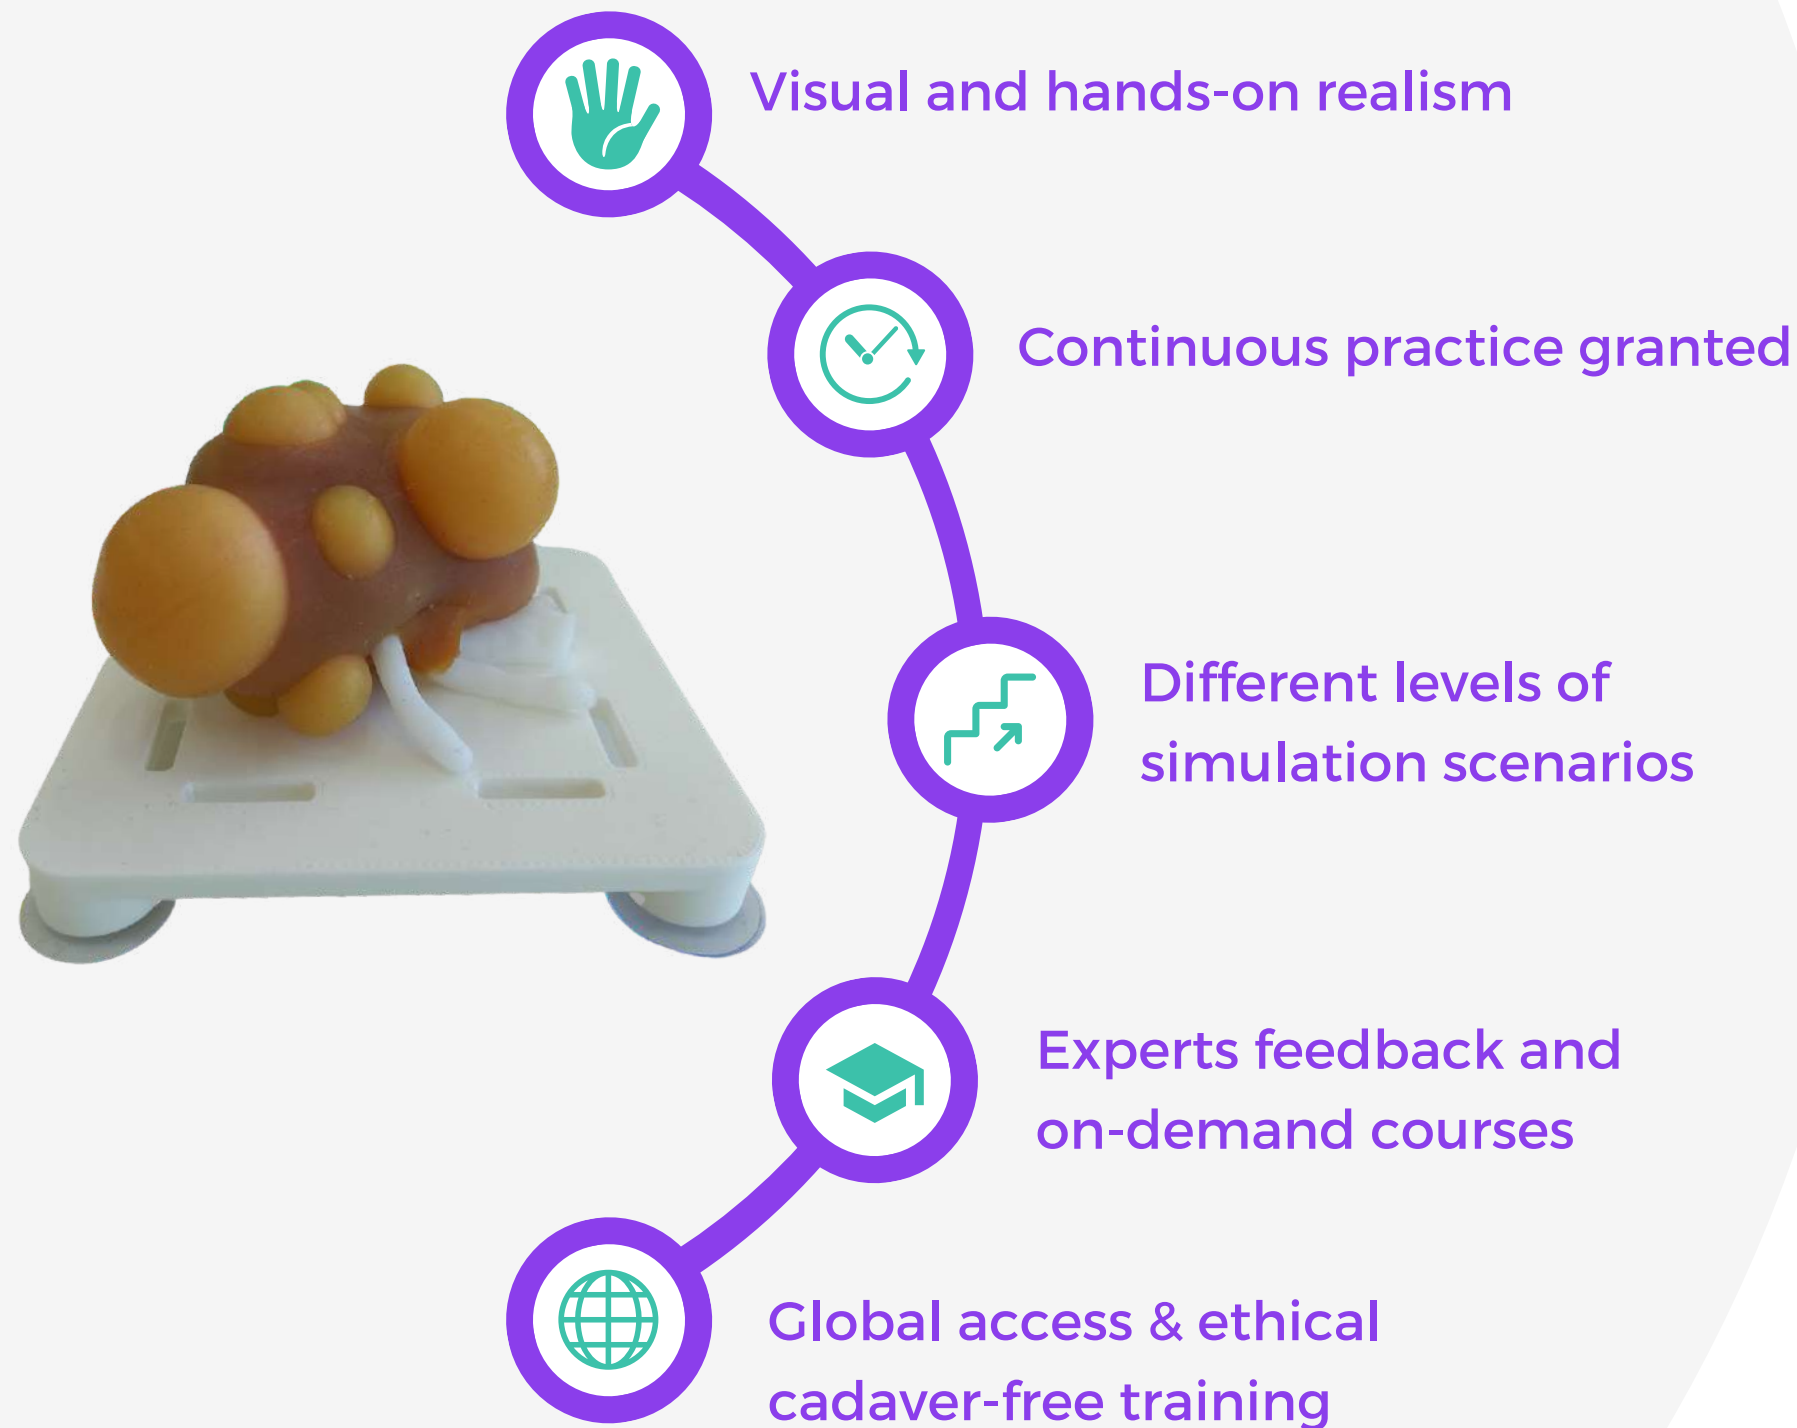 Visual and hands-on realism
Continuous practice granted
Different levels of
simulation scenarios
Experts feedback and
on-demand courses
Global access & ethical
cadaver-free training